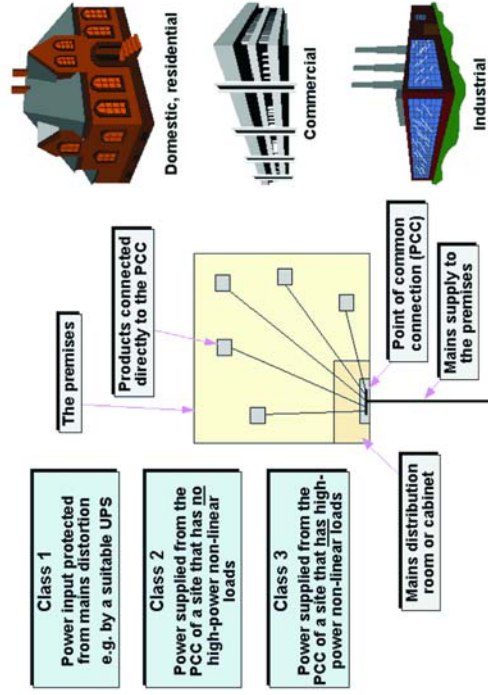 Class 1
Power input protected
from mains distortion
e.g. by a suitable UPS
Class 2
Power supplied from the
PCC of a site that has no
high-power non-linear
loads
Class 3
Power supplied from the
PCC of a site that has high-
power non-linear loads
The premises
Products connected
directly to the PCC
Mains distribution
room or cabinet
Point of common
connection (PCC)
Mains supply to
the premises
Domestic, residential
Commercial
Industrial